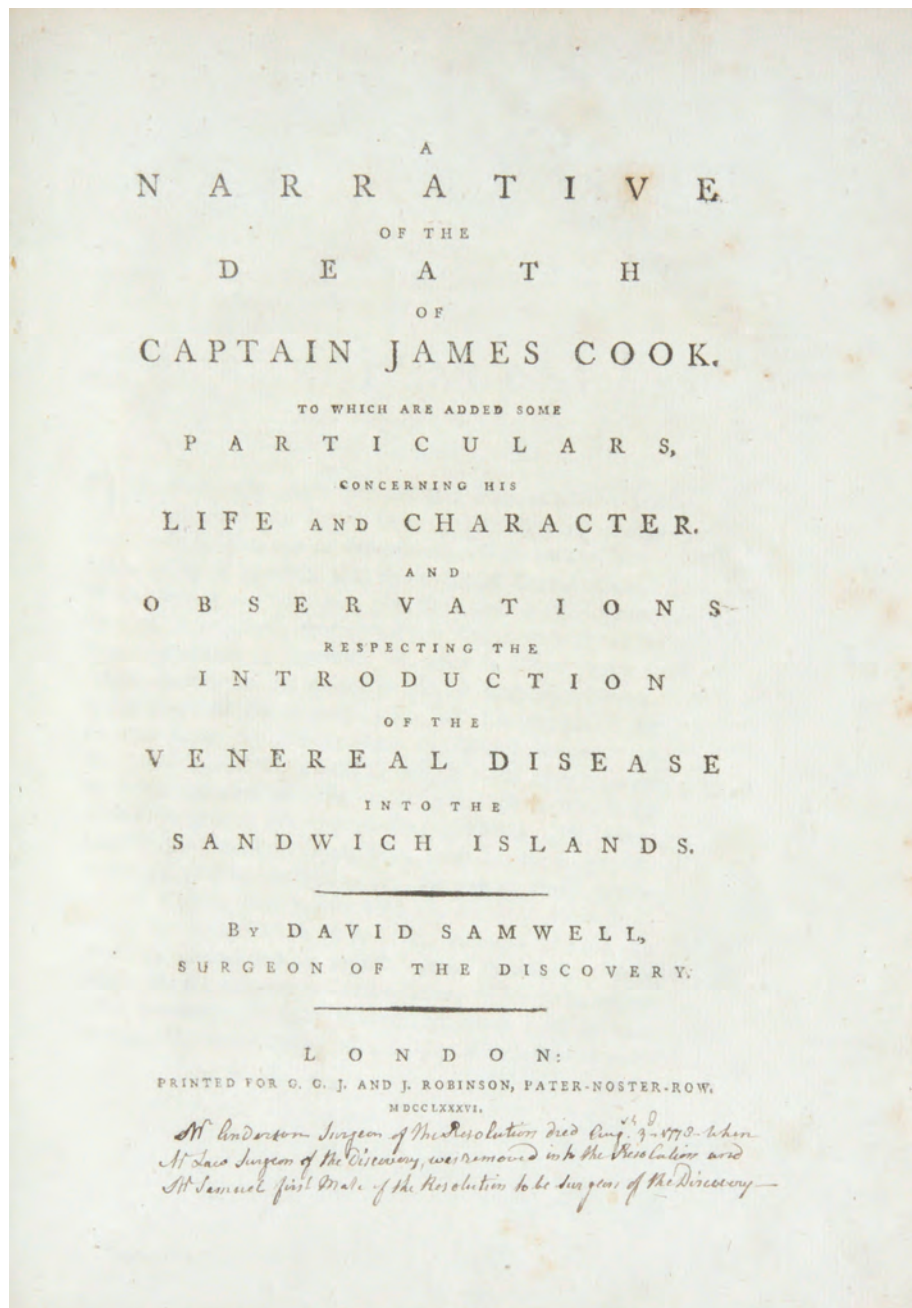 A
NARRATIVE
OF THE
DEATH
OF
CAPTAIN JAMES COOK.
TO WHICH ARE ADDED SOME
PARTICULARS,
CONCERNING HIS
LIFE AND CHARACTER.
AND
OBSERVATIONS
RESPECTING THE
INTRODUCTION
OF THE
VENEREAL DISEASE
INTO THE
SANDWICH ISLANDS.
BY DAVID SAMWELL,
SURGEON OF THE DISCOVERY.
LONDON:
PRINTED FOR G. G. J. AND J. ROBINSON, PATER-NOSTER-ROW.
MDCCLXXXVI.
Mr Anderson Surgeon of the Resolution died Augst 3d 1778 when
Mr Law Surgeon of the Discovery, was removed into the Resolution and
Mr Samuel first Mate of the Resolution to be Surgeon of the Discovery—